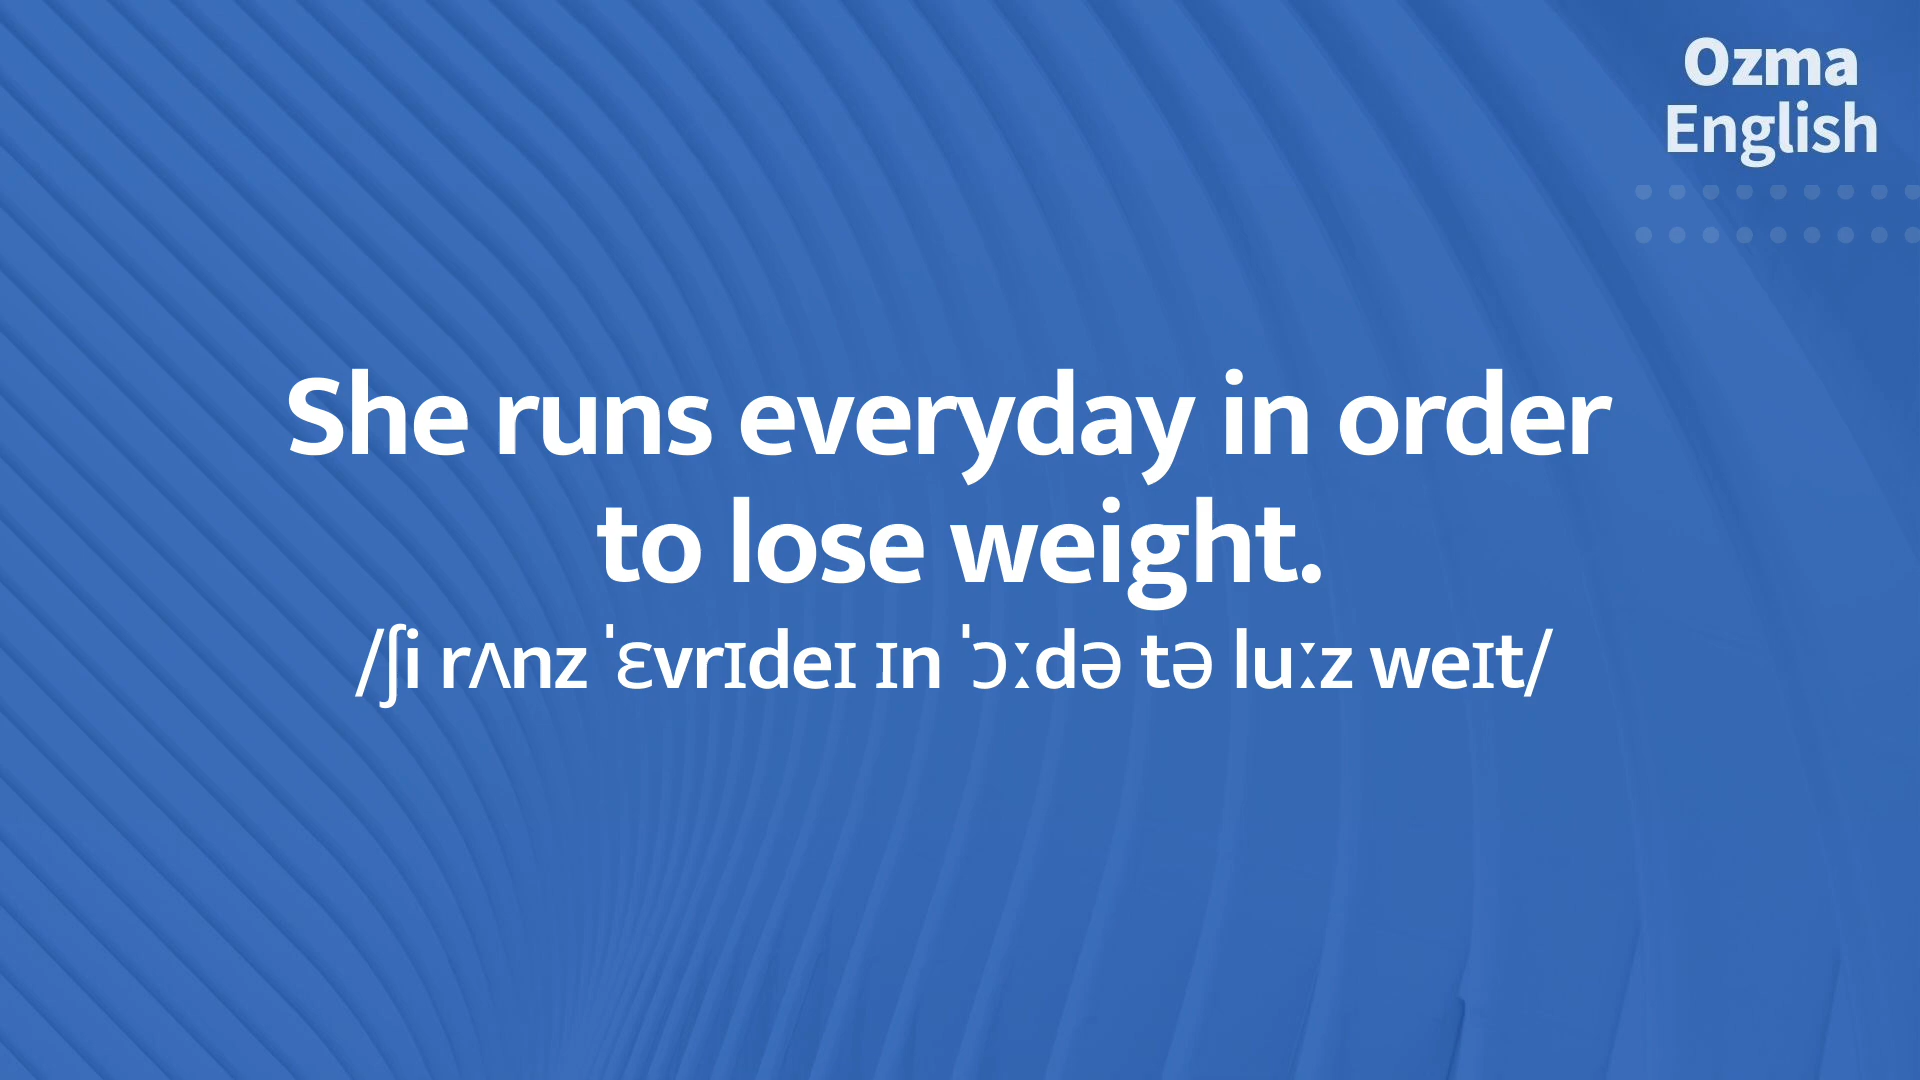 Ozma
English
She runs everyday in order
to lose weight.
/ʃi rʌnz ˈɛvrɪdeɪ ɪn ˈɔːdə tə luːz weɪt/